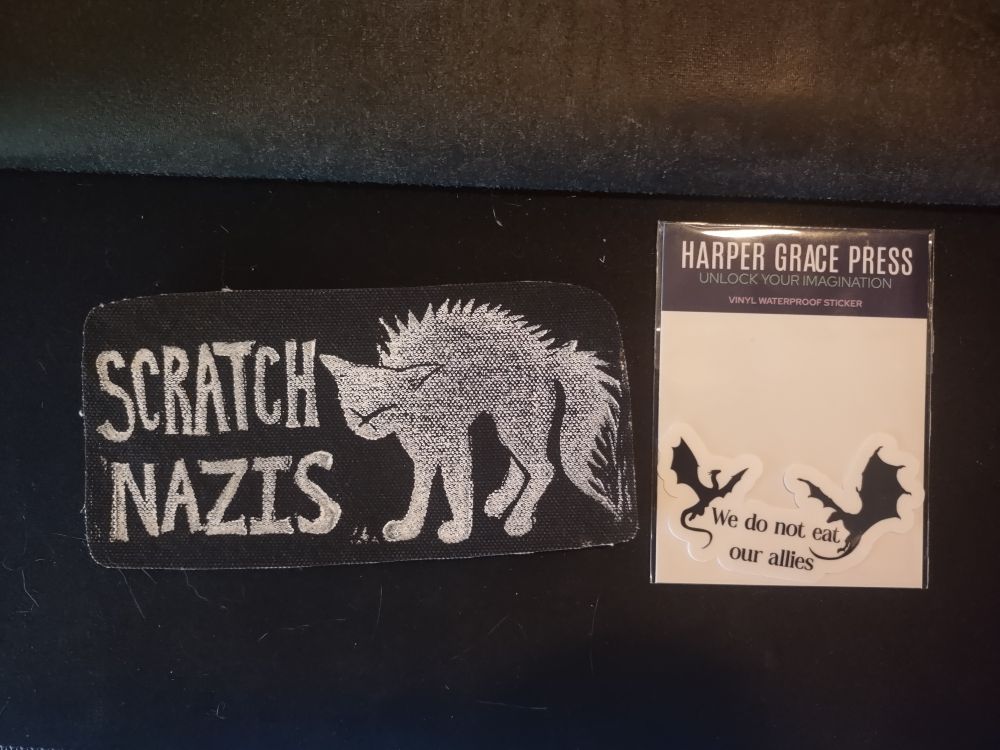 SCRATCH
NAZIS
HARPER GRACE PRESS
UNLOCK YOUR IMAGINATION
VINYL WATERPROOF STICKER
We do not eat
our allies